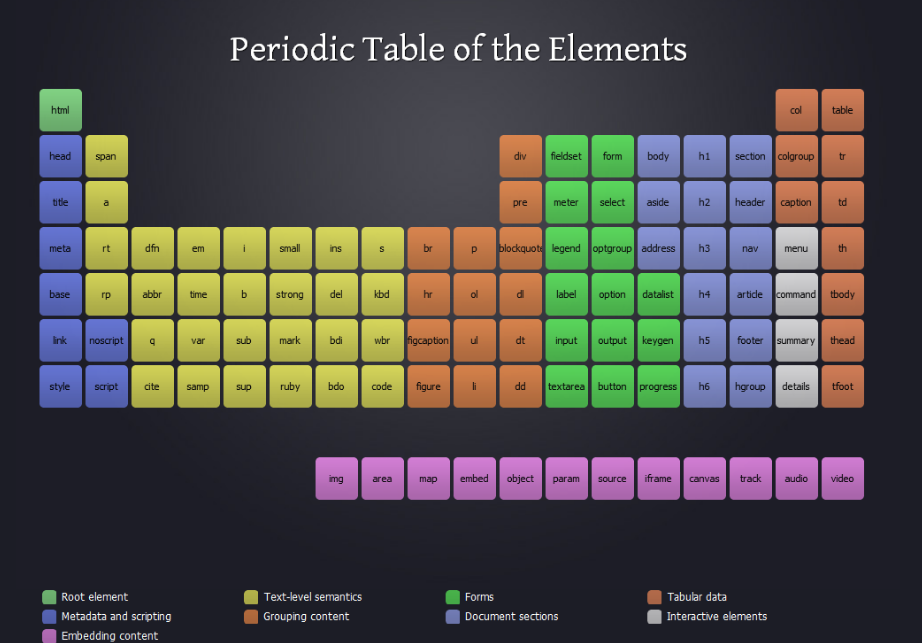 Periodic Table of the Elements
html col table
head span div fieldset form body h1 section colgroup tr
title a pre meter select aside h2 header caption td
meta rt dfn em i small ins s br p blockquote legend optgroup address h3 nav menu th
base rp abbr time b strong del kbd hr ol dl label option datalist h4 article command tbody
link noscript q var sub mark bdi wbr figcaption ul dt input output keygen h5 footer summary thead
style script cite samp sup ruby bdo code figure li dd textarea button progress h6 hgroup details tfoot
img area map embed object param source iframe canvas track audio video
Root element Text-level semantics Forms Tabular data
Metadata and scripting Grouping content Document sections Interactive elements
Embedding content